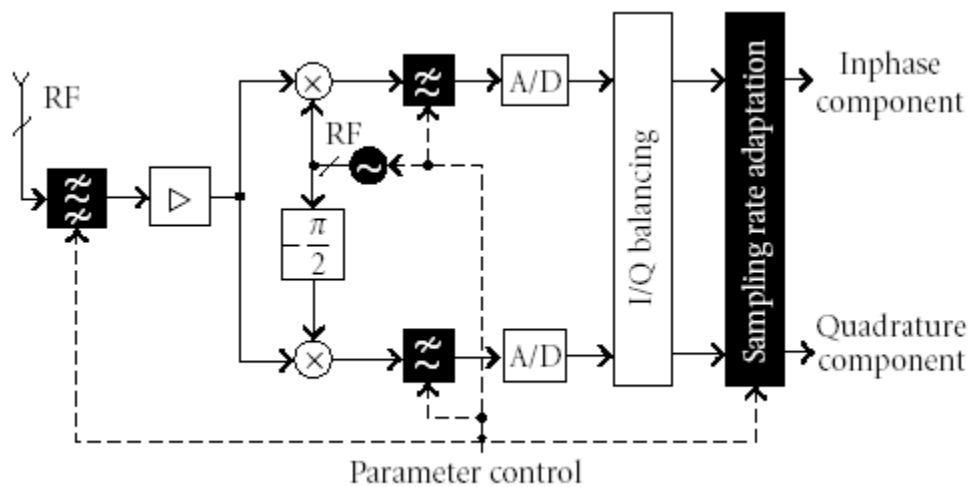 RF
RF
A/D
Inphase
component
−π/2
I/Q balancing
Sampling rate adaptation
A/D
Quadrature
component
Parameter control